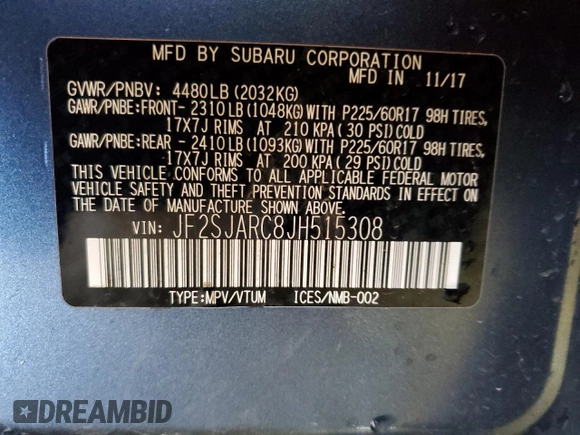 MFD BY SUBARU CORPORATION
MFD IN 11/17
GVWR/PNBV: 4480LB (2032KG)
GAWR/PNBE:FRONT- 2310LB (1048KG)WITH P225/60R17 98H TIRES,
17X7J RIMS AT 210 KPA (30 PSI)COLD
GAWR/PNBE:REAR - 2410LB (1093KG)WITH P225/60R17 98H TIRES,
17X7J RIMS AT 200 KPA (29 PSI)COLD
THIS VEHICLE CONFORMS TO ALL APPLICABLE FEDERAL MOTOR
VEHICLE SAFETY AND THEFT PREVENTION STANDARDS IN EFFECT ON
THE DATE OF MANUFACTURE SHOWN ABOVE.
VIN: JF2SJARC8JH515308
TYPE:MPV/VTUM ICES/NMB-002
DREAMBID